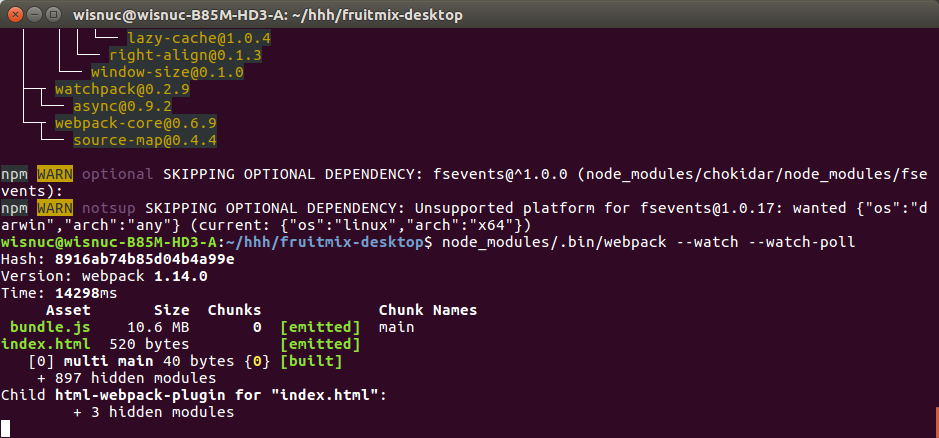 wisnuc@wisnuc-B85M-HD3-A: ~/hhh/fruitmix-desktop
lazy-cache@1.0.4
right-align@0.1.3
window-size@0.1.0
watchpack@0.2.9
async@0.9.2
webpack-core@0.6.9
source-map@0.4.4
npm WARN optional SKIPPING OPTIONAL DEPENDENCY: fsevents@^1.0.0 (node_modules/chokidar/node_modules/fse
vents):
npm WARN notsup SKIPPING OPTIONAL DEPENDENCY: Unsupported platform for fsevents@1.0.17: wanted {"os":"d
arwin","arch":"any"} (current: {"os":"linux","arch":"x64"})
wisnuc@wisnuc-B85M-HD3-A:~/hhh/fruitmix-desktop$ node_modules/.bin/webpack --watch --watch-poll
Hash: 8916ab74b85d04b4a99e
Version: webpack 1.14.0
Time: 14298ms
Asset Size Chunks Chunk Names
bundle.js 10.6 MB 0 [emitted] main
index.html 520 bytes [emitted]
[0] multi main 40 bytes {0} [built]
+ 897 hidden modules
Child html-webpack-plugin for "index.html":
+ 3 hidden modules